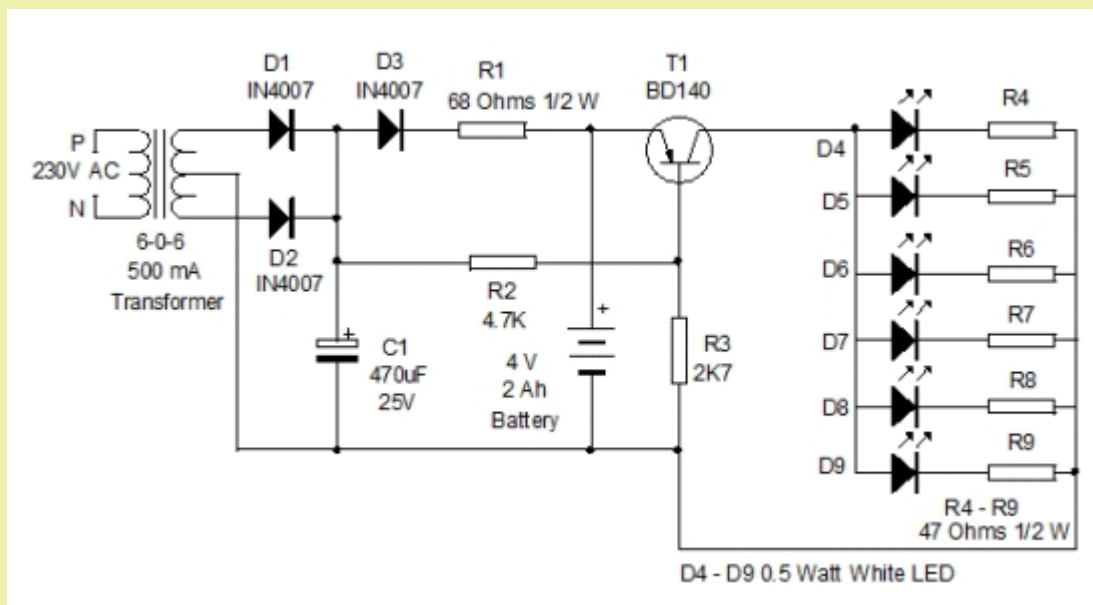 D1
IN4007
D3
IN4007
R1
68 Ohms 1/2 W
T1
BD140
P
230V AC
N
6-0-6
500 mA
Transformer
D2
IN4007
R2
4.7K
+
C1
470uF
25V
+
4 V
2 Ah
Battery
R3
2K7
D4
D5
D6
D7
D8
D9
R4
R5
R6
R7
R8
R9
R4 - R9
47 Ohms 1/2 W
D4 - D9 0.5 Watt White LED